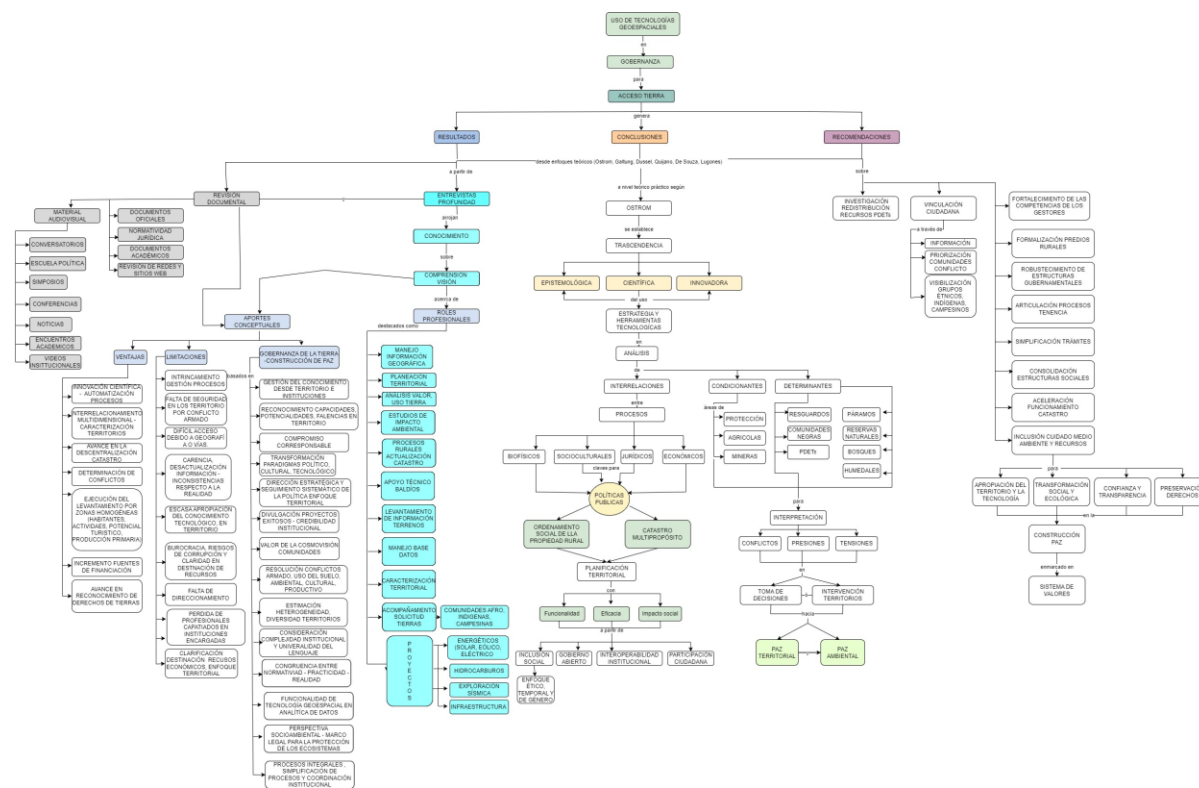 USO DE TECNOLOGÍAS
GEOESPACIALES
en
GOBERNANZA
para
ACCESO TIERRA
genera
RESULTADOS
CONCLUSIONES
RECOMENDACIONES
desde enfoques teóricos (Ostrom, Galtung, Dussel, Quijano, De Souza, Lugones)
a partir de
REVISIÓN
DOCUMENTAL
ENTREVISTAS
PROFUNDIDAD
MATERIAL
AUDIOVISUAL
CONVERSATORIOS
ESCUELA POLÍTICA
SIMPOSIOS
CONFERENCIAS
NOTICIAS
ENCUENTROS
ACADÉMICOS
VIDEOS
INSTITUCIONALES
DOCUMENTOS
OFICIALES
NORMATIVIDAD
JURÍDICA
DOCUMENTOS
ACADÉMICOS
REVISIÓN DE REDES Y
SITIOS WEB
arrojan
CONOCIMIENTO
sobre
COMPRENSIÓN
VISIÓN
acerca de
ROLES
PROFESIONALES
destacados como
APORTES
CONCEPTUALES
VENTAJAS
INNOVACIÓN CIENTÍFICA
- AUTOMATIZACIÓN
PROCESOS
INTERRELACIONAMIENTO
MULTIDIMENSIONAL -
CARACTERIZACIÓN
TERRITORIOS
AVANCE EN LA
DESCENTRALIZACIÓN
CATASTRO
DETERMINACIÓN DE
CONFLICTOS
EJECUCIÓN DEL
LEVANTAMIENTO POR
ZONAS HOMOGÉNEAS
(HABITANTES,
ACTIVIDAES, POTENCIAL
TURISTICO,
PRODUCCIÓN PRIMARIA)
INCREMENTO FUENTES
DE FINANCIACIÓN
AVANCE EN
RECONOCIMIENTO DE
DERECHOS DE TIERRAS
LIMITACIONES
INTRINCAMIENTO
GESTIÓN PROCESOS
FALTA DE SEGURIDAD
EN LOS TERRITORIO
POR CONFLICTO
ARMADO
DIFÍCIL ACCESO
DEBIDO A GEOGRAFÍ
A O VÍAS.
CARENCIA,
DESACTUALIZACIÓN
INFORMACIÓN -
INCONSISTENCIAS
RESPECTO A LA
REALIDAD
ESCASA APROPIACIÓN
DEL CONOCIMIENTO
TECNOLÓGICO, EN
TERRITORIO
BUROCRACIA, RIESGOS
DE CORRUPCIÓN Y
CLARIDAD EN
DESTNACIÓN DE
RECURSOS
FALTA DE
DIRECCIONAMIENTO
PERDIDA DE
PROFESIONALES
CAPATIADOS EN
INSTITUCIONES
ENCARGADAS
CLARIFICACIÓN
DESTINACIÓN RECURSOS
ECONÓMICOS, ENFOQUE
TERRITORIAL
GOBERNANZA DE LA TIERRA
-CONSTRUCCIÓN DE PAZ
basados en
GESTIÓN DEL CONOCIMIENTO
DESDE TERRITORIO E
INSTITUCIONES
RECONOCIMIENTO CAPACIDADES,
POTENCIALIDADES, FALENCIAS EN
TERRITORIO
COMPROMISO
CORRESPONSABLE
TRANSFORMACIÓN
PARADIGMAS POLÍTICO,
CULTURAL, TECNOLÓGICO
DIRECCIÓN ESTRATÉGICA Y
SEGUIMIENTO SISTEMÁTICO DE
LA POLÍTICA ENFOQUE
TERRITORIAL
DIVULGACIÓN PROYECTOS
EXITOSOS - CREDIBILIDAD
INSTITUCIONAL
VALOR DE LA COSMOVISIÓN
COMUNIDADES
RESOLUCIÓN CONFLICTOS
ARMADO, USO DEL SUELO,
AMBIENTAL, CULTURAL,
PRODUCTIVO
ESTIMACIÓN
HETEROGENEIDAD,
DIVERSIDAD TERRITORIOS
CONSIDERACIÓN
COMPLEJIDAD INSTITUCIONAL
Y UNIVERALIDAD DEL
LENGUAJE
CONGRUENCIA ENTRE
NORMATIVIAD - PRACTICIDAD -
REALIDAD
FUNCIONALIDAD DE
TECNOLOGÍA GEOESPACIAL EN
ANALÍTICA DE DATOS
PERSPECTIVA
SOCIOAMBIENTAL - MARCO
LEGAL PARA LA PROTECCIÓN
DE LOS ECOSISTEMAS
PROCESOS INTEGRALES ,
SIMPLIFICACIÓN DE
PROCESOS Y COORDINACIÓN
INSTITUCIONAL
MANEJO
INFORMACIÓN
GEOGRÁFICA
PLANEACIÓN
TERRITORIAL
ANÁLISIS VALOR,
USO TIERRA
ESTUDIOS DE
IMPACTO
AMBIENTAL
PROCESOS
RURALES
ACTUALIZACIÓN
CATASTRO
APOYO TÉCNICO
BALDÍOS
LEVANTAMIENTO DE
INFORMACIÓN
TERRENOS
MANEJO BASE
DATOS
CARACTERIZACIÓN
TERRITORIAL
ACOMPAÑAMIENTO
SOLICITUD
TIERRAS
COMUNIDADES AFRO,
INDÍGENAS,
CAMPESINAS
P
R
O
Y
E
C
T
O
S
ENERGÉTICOS
(SOLAR, EÓLICO,
ELÉCTRICO
HIDROCARBUROS
EXPLORACIÓN
SÍSMICA
INFRAESTRUCTURA
a nivel teórico práctico según
OSTROM
se establece
TRASCENDENCIA
EPISTEMOLÓGICA
CIENTÍFICA
INNOVADORA
del uso
ESTRATEGIA Y
HERRAMIENTAS
TECNOLOGÍCAS
en
ANÁLISIS
de
INTERRELACIONES
entre
PROCESOS
BIOFÍSICOS
SOCIOCULTURALES
JURÍDICOS
ECONÓMICOS
claves para
POLÍTICAS
PUBLICAS
ORDENAMIENTO
SOCIAL DE LLA
PROPIEDAD RURAL
CATASTRO
MULTIPROPÓSITO
PLANIFICACIÓN
TERRITORIAL
con
Funcionalidad
Eficacia
Impacto social
a parte de
INCLUSIÓN
SOCIAL
GOBIERNO
ABIERTO
INTEROPERABILIDAD
INSTITUCIONAL
PARTICIPACIÓN
CIUDADANA
ENFOQUE
ÉTICO,
TEMPORAL Y
DE GÉNERO
CONDICIONANTES
áreas de
PROTECCIÓN
AGRICOLAS
MINERAS
DETERMINANTES
RESGUARDOS
COMUNIDADES
NEGRAS
PDETs
PÁRAMOS
RESERVAS
NATURALES
BOSQUES
HUMEDALES
para
INTERPRETACIÓN
CONFLICTOS
PRESIONES
TENSIONES
en
TOMA DE
DECISIONES
INTERVENCIÓN
TERRITORIOS
hacia
PAZ
TERRITORIAL
PAZ
AMBIENTAL
sobre
INVESTIGACIÓN
REDISTRIBUCIÓN
RECURSOS PDETs
VINCULACIÓN
CIUDADANA
a través de
INFORMACIÓN
PRIORIZACIÓN
COMUNIDADES
CONFLICTO
VISIBILIZACIÓN
GRUPOS
ÉTNICOS,
INDÍGENAS,
CAMPESINOS
FORTALECIMIENTO DE LAS
COMPETENCIAS DE LOS
GESTORES
FORMALIZACIÓN PREDIOS
RURALES
ROBUSTECIMIENTO DE
ESTRUCTURAS
GUBERNAMENTALES
ARTICULACIÓN PROCESOS
TENENCIA
SIMPLIFICACIÓN TRÁMITES
CONSOLIDACIÓN
ESTRUCTURAS SOCIALES
ACELERACIÓN
FUNCIONAMIENTO
CATASTRO
INCLUSIÓN CUIDADO MEDIO
AMBIENTE Y RECURSOS
para
APROPIACIÓN DEL
TERRITORIO Y LA
TECNOLOGÍA
TRANSFORMACIÓN
SOCIAL Y
ECOLÓGICA
CONFIANZA Y
TRANSPARENCIA
PRESERVACI
DERECHOS
en la
CONSTRUCCIÓN
PAZ
enmarcado en
SISTEMA DE
VALORES